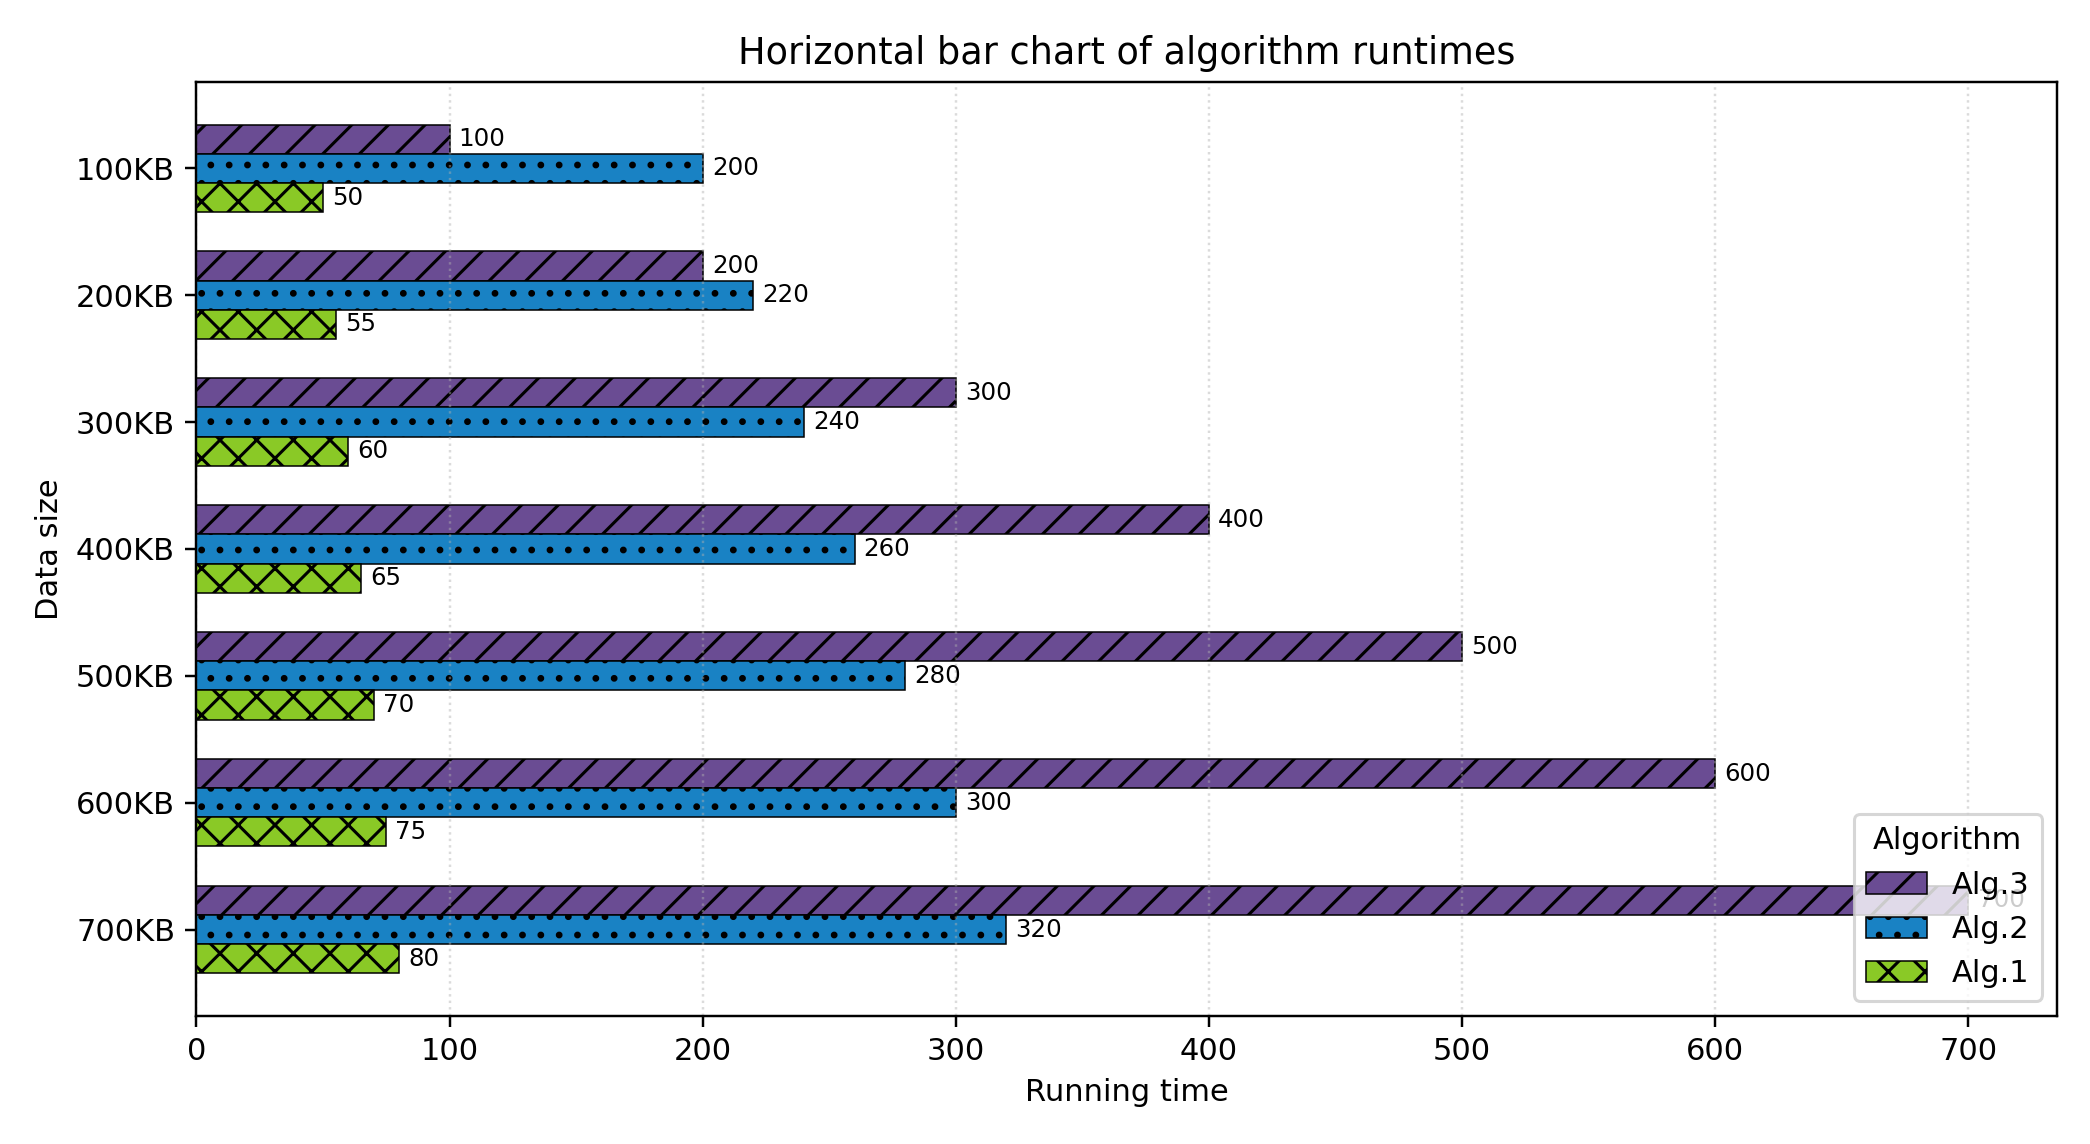 Horizontal bar chart of algorithm runtimes
Data size
100KB
100
200
50
200KB
200
220
55
300KB
300
240
60
400KB
400
260
65
500KB
500
280
70
600KB
600
300
75
700KB
700
320
80
Algorithm
Alg.3
Alg.2
Alg.1
0 100 200 300 400 500 600 700
Running time